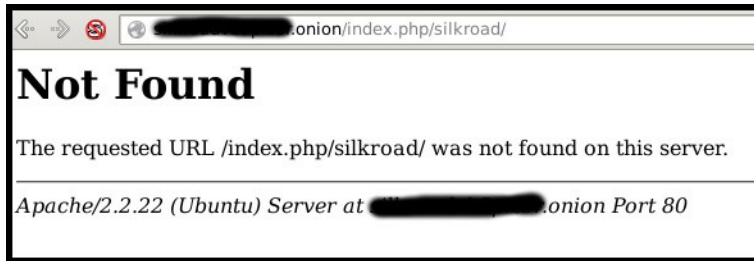 .onion/index.php/silkroad/
Not Found
The requested URL /index.php/silkroad/ was not found on this server.
Apache/2.2.22 (Ubuntu) Server at .onion Port 80